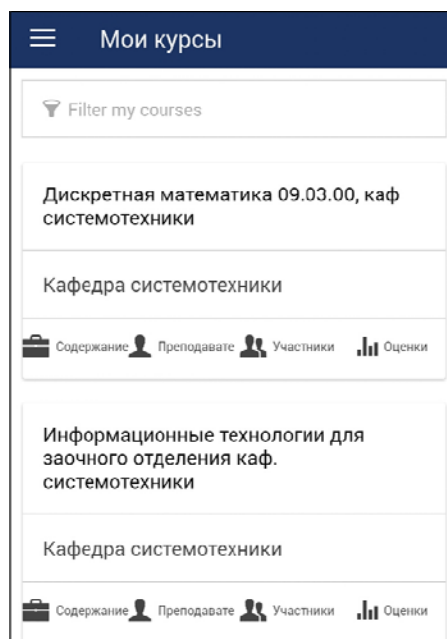 Мои курсы
Filter my courses
Дискретная математика 09.03.00, каф
системотехники
Кафедра системотехники
Содержание Преподавате Участники Оценки
Информационные технологии для
заочного отделения каф.
системотехники
Кафедра системотехники
Содержание Преподавате Участники Оценки